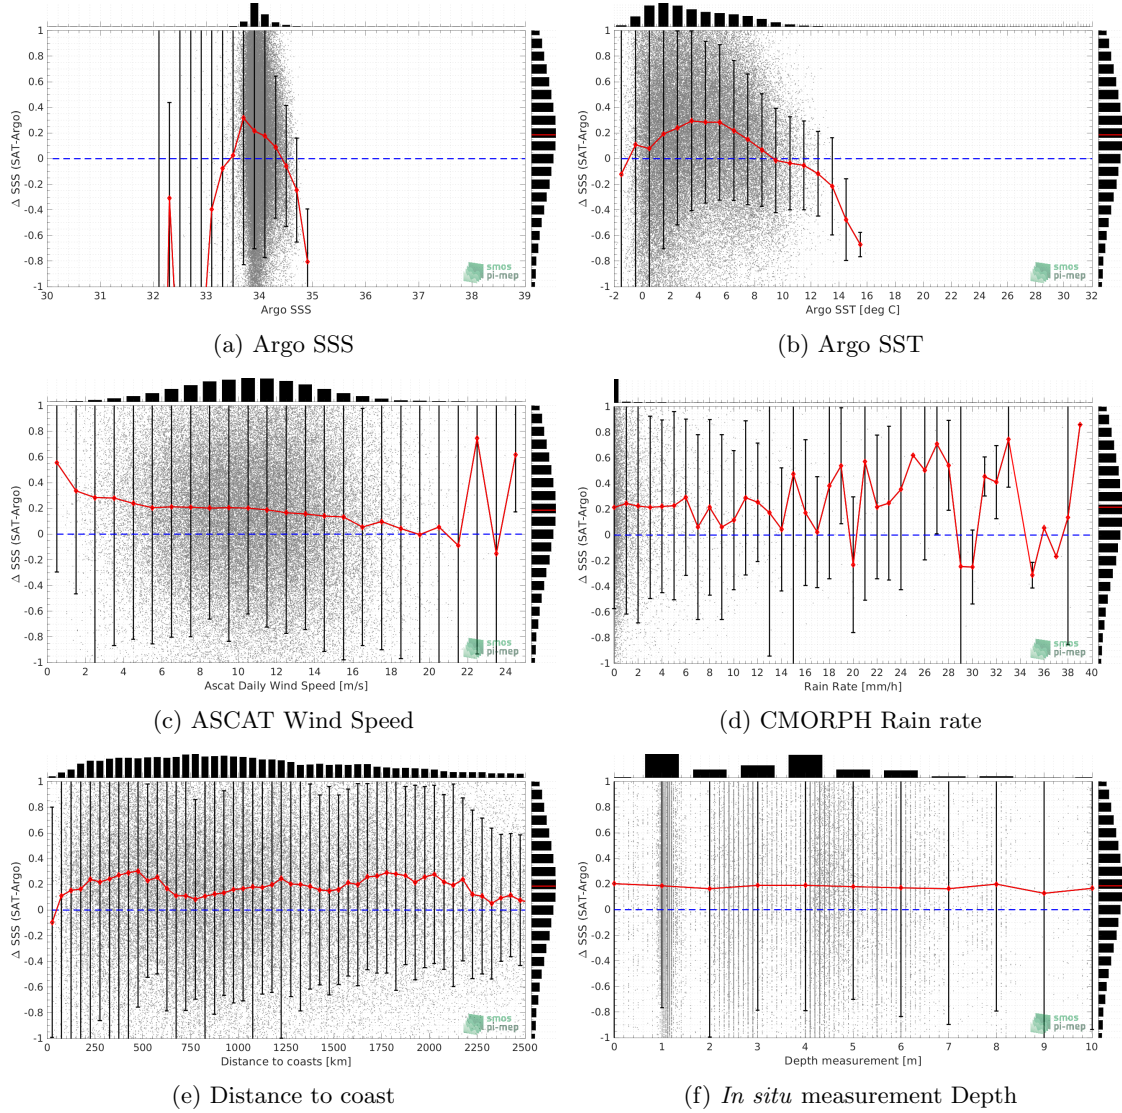 1
0.8
0.6
0.4
0.2
0
-0.2
-0.4
-0.6
-0.8
-1
Δ SSS (SAT-Argo)
30 31 32 33 34 35 36 37 38 39
Argo SSS
smos
pi-mep
(a) Argo SSS
1
0.8
0.6
0.4
0.2
0
-0.2
-0.4
-0.6
-0.8
-1
Δ SSS (SAT-Argo)
-2 0 2 4 6 8 10 12 14 16 18 20 22 24 26 28 30 32
Argo SST [deg C]
smos
pi-mep
(b) Argo SST
1
0.8
0.6
0.4
0.2
0
-0.2
-0.4
-0.6
-0.8
-1
Δ SSS (SAT-Argo)
0 2 4 6 8 10 12 14 16 18 20 22 24
Ascat Daily Wind Speed [m/s]
smos
pi-mep
(c) ASCAT Wind Speed
1
0.8
0.6
0.4
0.2
0
-0.2
-0.4
-0.6
-0.8
-1
Δ SSS (SAT-Argo)
0 2 4 6 8 10 12 14 16 18 20 22 24 26 28 30 32 34 36 38 40
Rain Rate [mm/h]
smos
pi-mep
(d) CMORPH Rain rate
1
0.8
0.6
0.4
0.2
0
-0.2
-0.4
-0.6
-0.8
-1
Δ SSS (SAT-Argo)
0 250 500 750 1000 1250 1500 1750 2000 2250 2500
Distance to coasts [km]
smos
pi-mep
(e) Distance to coast
1
0.8
0.6
0.4
0.2
0
-0.2
-0.4
-0.6
-0.8
-1
Δ SSS (SAT-Argo)
0 1 2 3 4 5 6 7 8 9 10
Depth measurement [m]
smos
pi-mep
(f) In situ measurement Depth